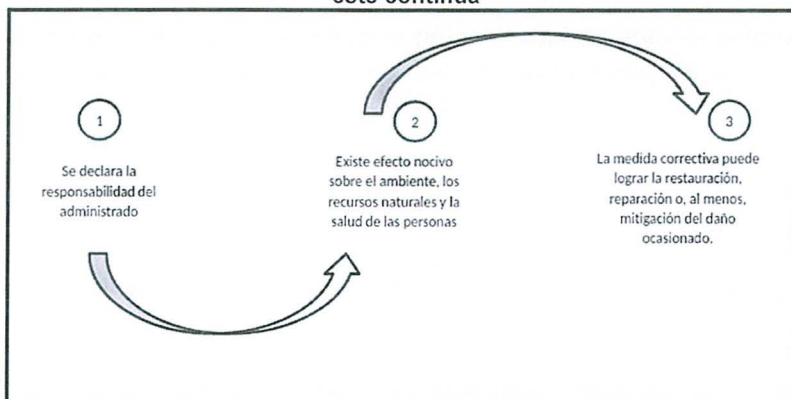 1
Se declara la
responsabilidad del
administrado
2
Existe efecto nocivo
sobre el ambiente, los
recursos naturales y la
salud de las personas
3
La medida correctiva puede
lograr la restauración,
reparación o, al menos,
mitigación del daño
ocasionado.